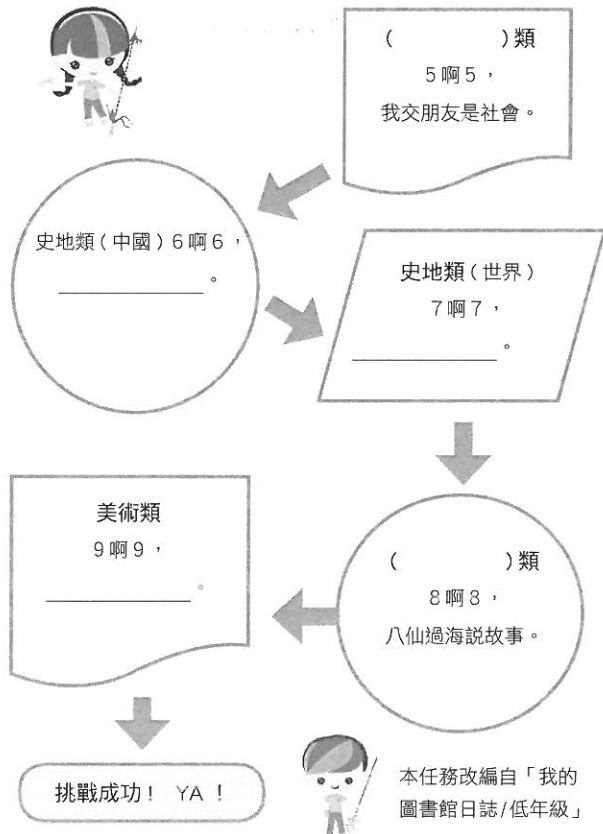 (　　　　)類
5啊5，
我交朋友是社會。
史地類(中國)6啊6，
___________。
史地類(世界)
7啊7，
___________。
(　　　　)類
8啊8，
八仙過海說故事。
美術類
9啊9，
___________。
挑戰成功！ YA！
本任務改編自「我的
圖書館日誌/低年級」